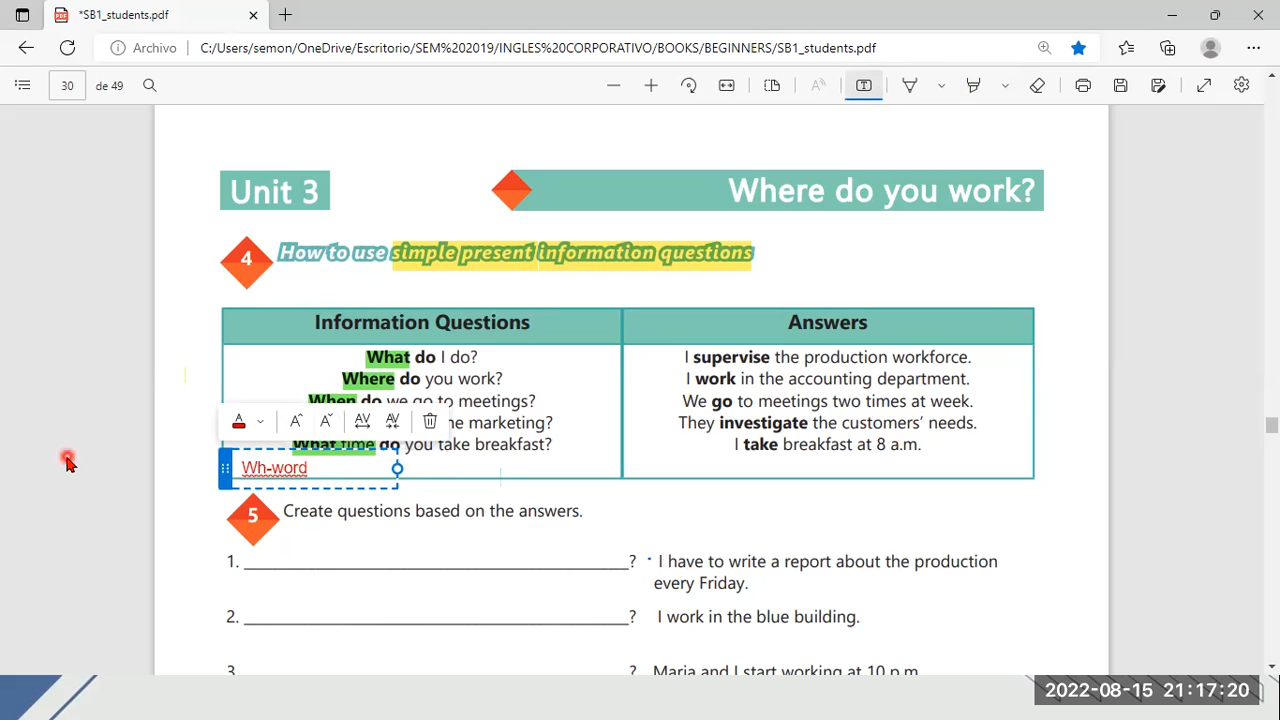 *SB1_students.pdf
Archivo C:/Users/semon/OneDrive/Escritorio/SEM%202019/INGLES%20CORPORATIVO/BOOKS/BEGINNERS/SB1_students.pdf
30 de 49
Unit 3 Where do you work?
4 How to use simple present information questions
Information Questions Answers
What do I do? I supervise the production workforce.
Where do you work? I work in the accounting department.
When do we go to meetings? We go to meetings two times at week.
he marketing? They investigate the customers' needs.
What time do you take breakfast? I take breakfast at 8 a.m.
Wh-word
5 Create questions based on the answers.
1. ? I have to write a report about the production
every Friday.
2. ? I work in the blue building.
3. ? Maria and I start working at 10 p.m.
2022-08-15 21:17:20